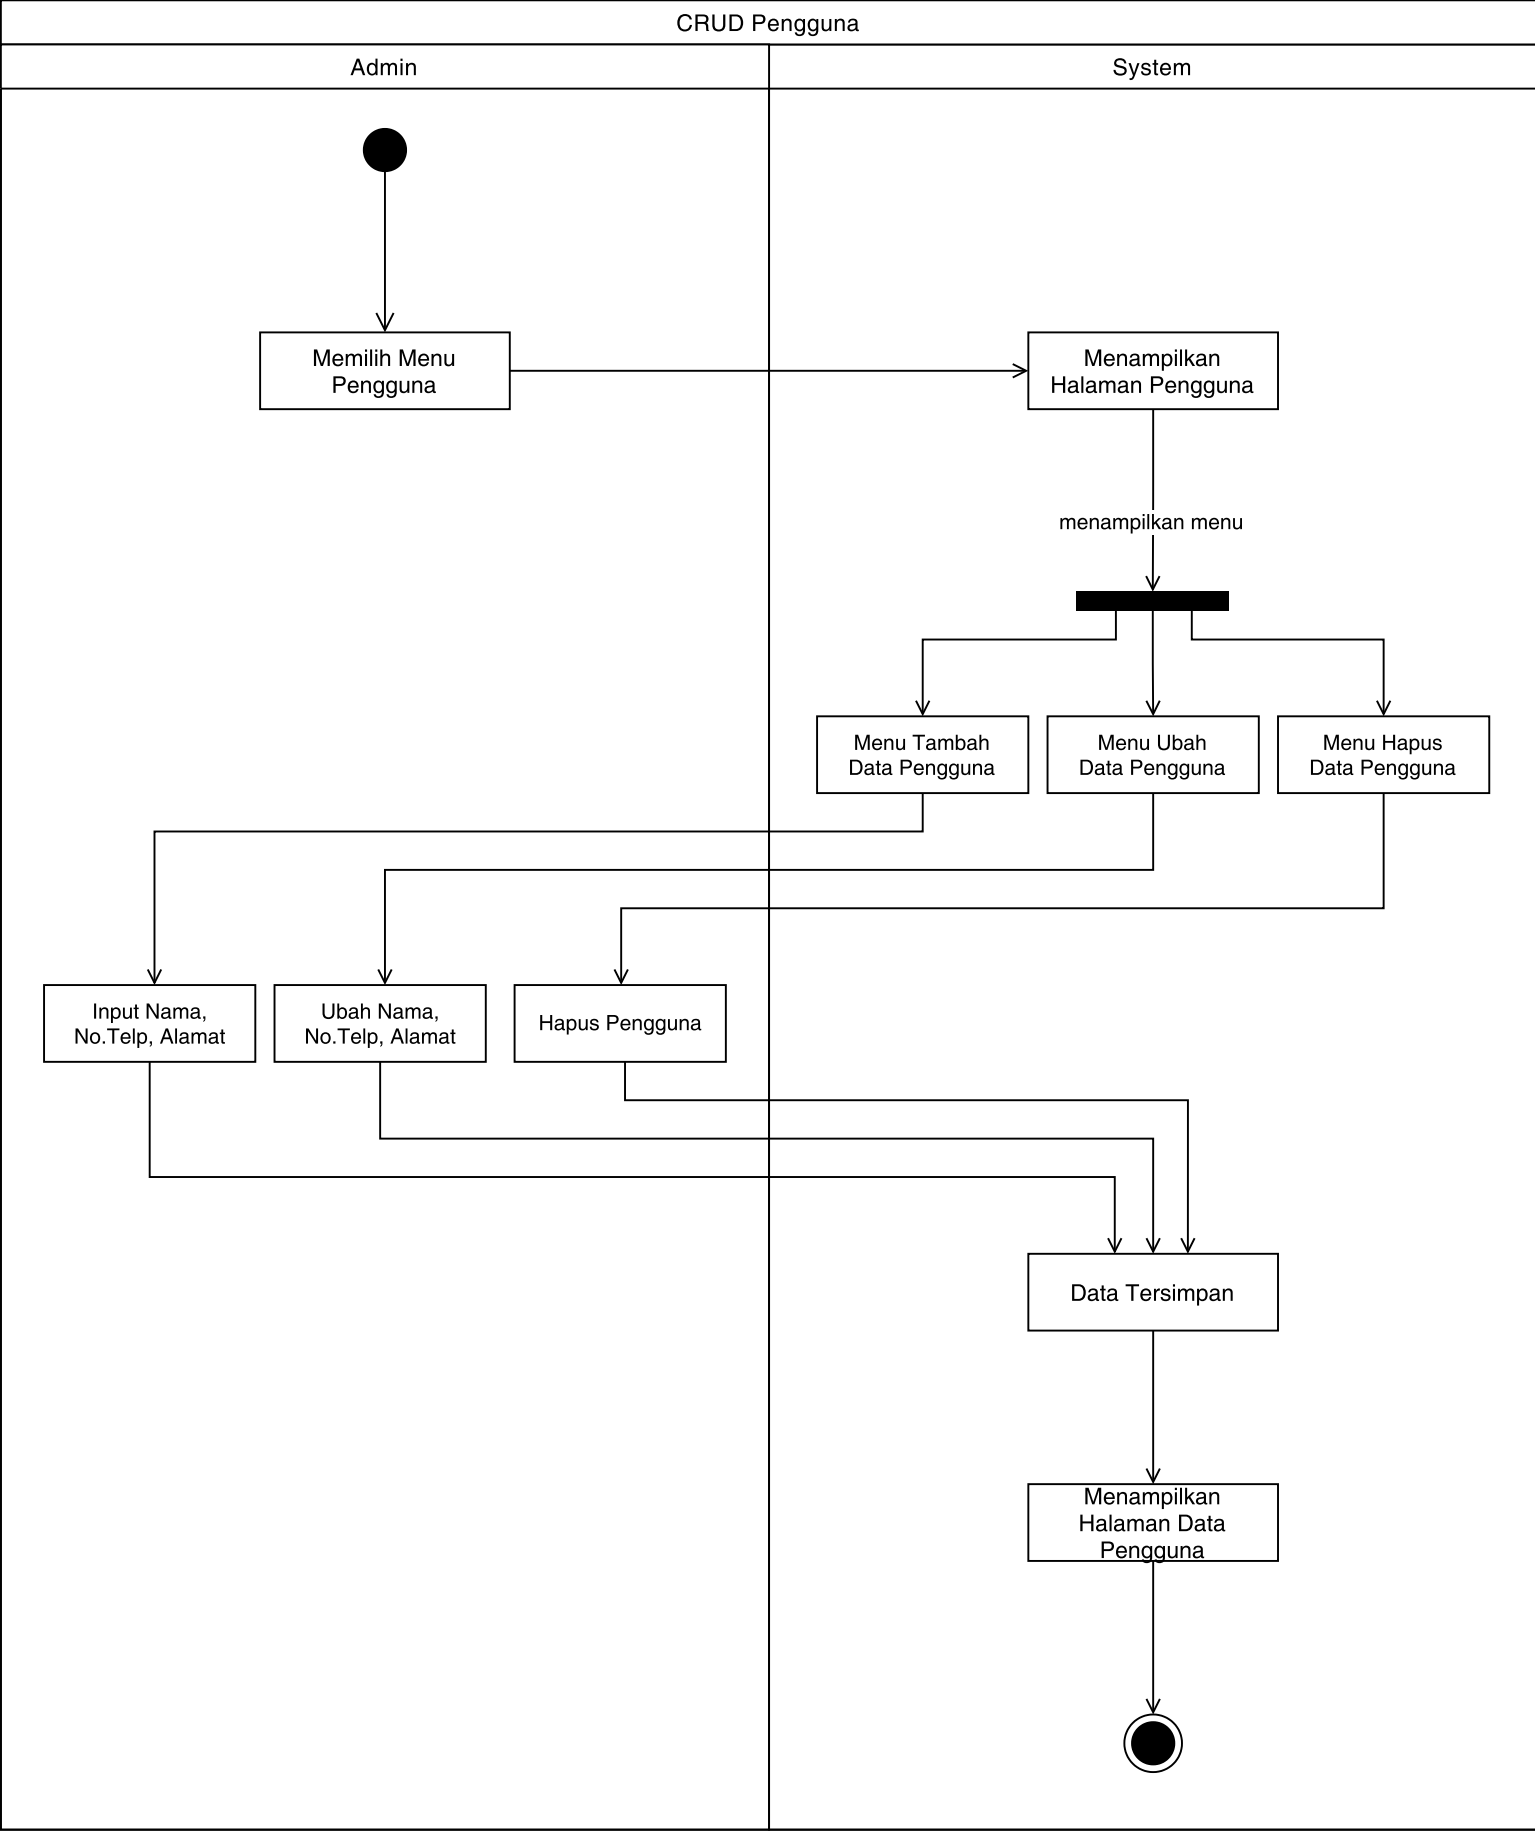 CRUD Pengguna
Admin
System
Memilih Menu
Pengguna
Menampilkan
Halaman Pengguna
menampilkan menu
Menu Tambah
Data Pengguna
Menu Ubah
Data Pengguna
Menu Hapus
Data Pengguna
Input Nama,
No.Telp, Alamat
Ubah Nama,
No.Telp, Alamat
Hapus Pengguna
Data Tersimpan
Menampilkan
Halaman Data
Pengguna